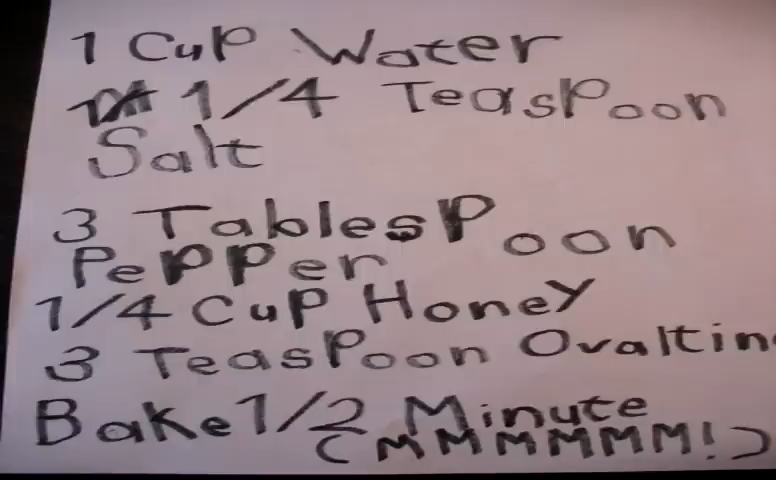 1 Cup Water
1/4 Teaspoon
Salt
3 Tablespoon
Pepper
1/4 Cup Honey
3 Teaspoon Ovaltin
Bake 1/2 Minute
(MMMMMM!)